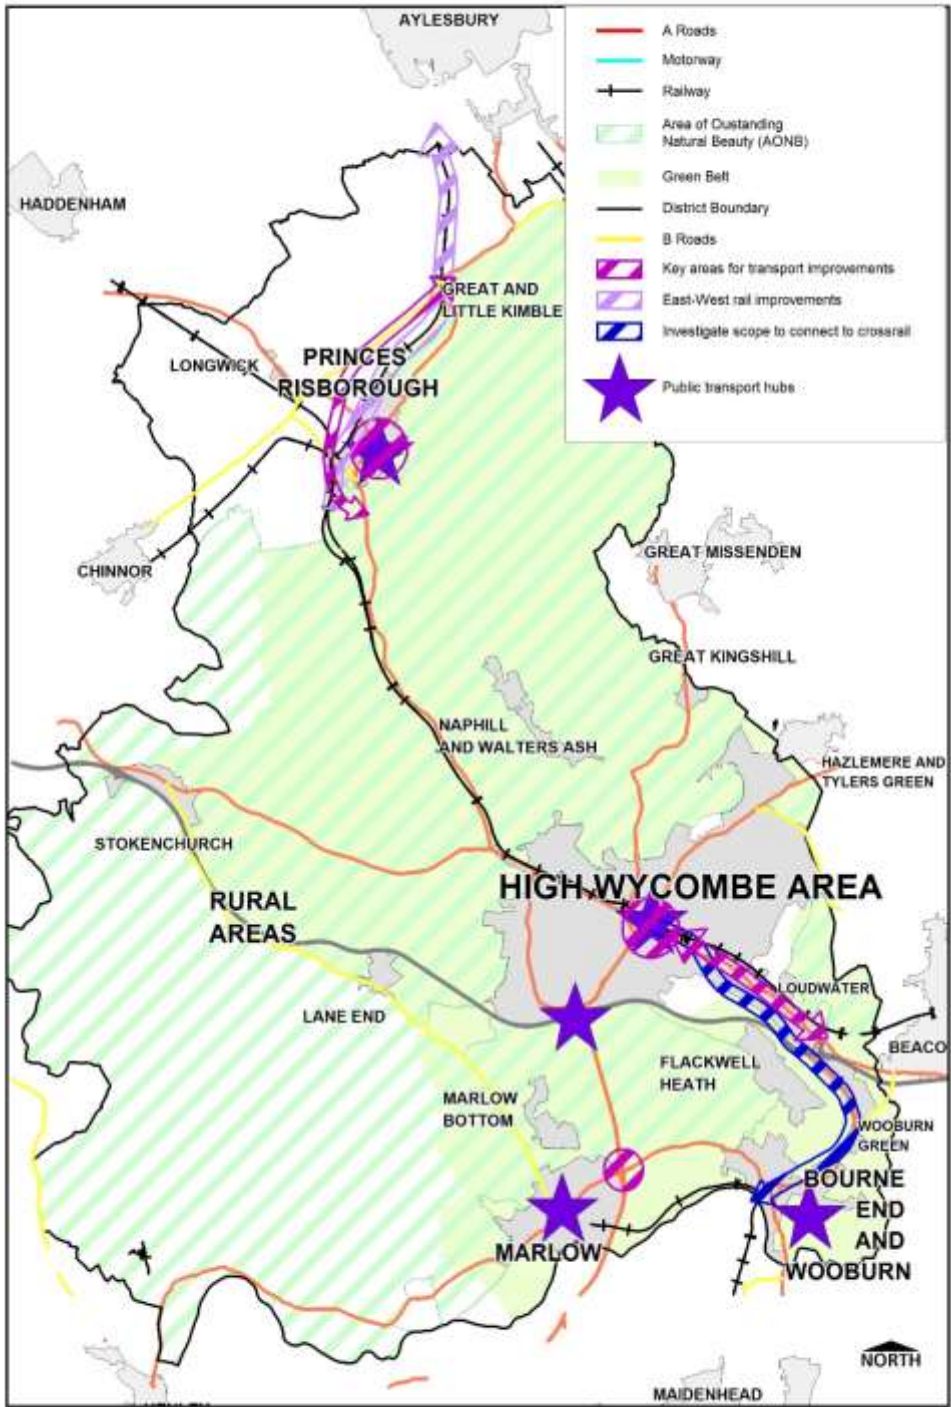 AYLESBURY
A Roads
Motorway
Railway
Area of Oustanding
Natural Beauty (AONB)
Green Belt
District Boundary
B Roads
Key areas for transport improvements
East-West rail improvements
Investigate scope to connect to crossrail
Public transport hubs
HADDENHAM
GREAT AND
LITTLE KIMBLE
LONGWICK
PRINCES
RISBOROUGH
CHINNOR
GREAT MISSENDEN
GREAT KINGSHILL
NAPHILL
AND WALTERS ASH
HAZLEMERE AND
TYLERS GREEN
STOKENCHURCH
HIGH WYCOMBE AREA
RURAL
AREAS
LOUDWATER
LANE END
BEACO
FLACKWELL
HEATH
MARLOW
BOTTOM
WOOBURN
GREEN
BOURNE
END
AND
WOOBURN
MARLOW
NORTH
MAIDENHEAD